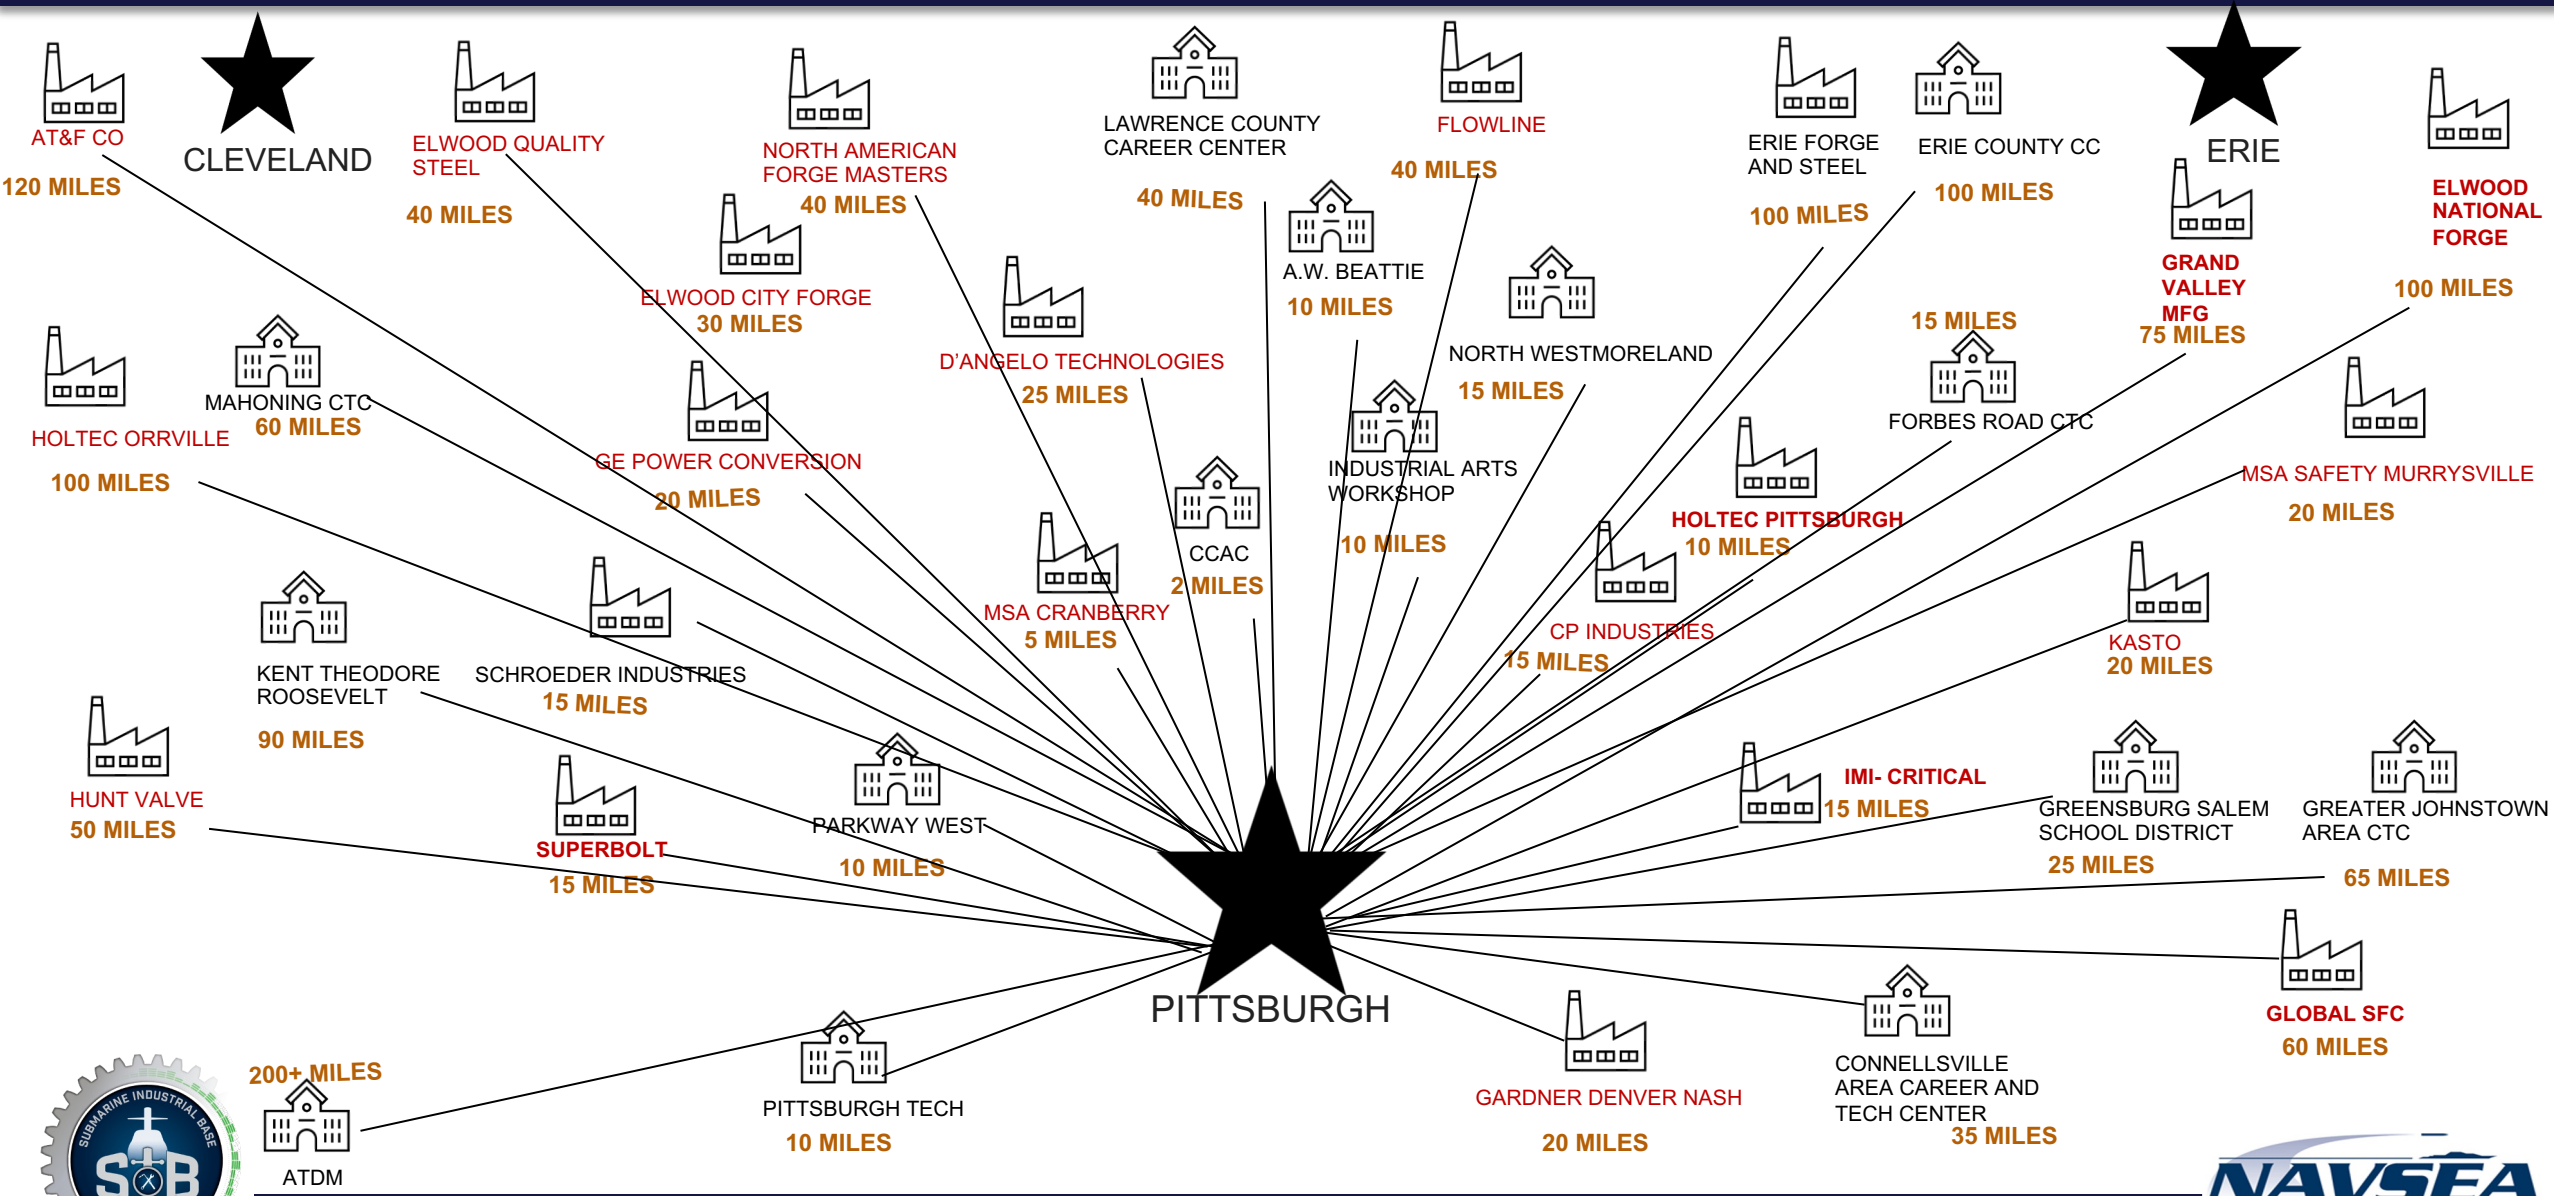 AT&F CO
120 MILES
CLEVELAND
ELWOOD QUALITY
STEEL
40 MILES
NORTH AMERICAN
FORGE MASTERS
40 MILES
LAWRENCE COUNTY
CAREER CENTER
40 MILES
FLOWLINE
40 MILES
ERIE FORGE
AND STEEL
100 MILES
ERIE COUNTY CC
100 MILES
ERIE
ELWOOD
NATIONAL
FORGE
100 MILES
ELWOOD CITY FORGE
30 MILES
A.W. BEATTIE
10 MILES
GRAND
VALLEY
MFG
75 MILES
D'ANGELO TECHNOLOGIES
25 MILES
NORTH WESTMORELAND
15 MILES
15 MILES
FORBES ROAD CTC
HOLTEC ORRVILLE
100 MILES
MAHONING CTC
60 MILES
GE POWER CONVERSION
20 MILES
INDUSTRIAL ARTS
WORKSHOP
10 MILES
MSA SAFETY MURRYSVILLE
20 MILES
HOLTEC PITTSBURGH
10 MILES
CCAC
2 MILES
MSA CRANBERRY
5 MILES
CP INDUSTRIES
15 MILES
KASTO
20 MILES
KENT THEODORE
ROOSEVELT
90 MILES
SCHROEDER INDUSTRIES
15 MILES
HUNT VALVE
50 MILES
SUPERBOLT
15 MILES
PARKWAY WEST
10 MILES
IMI- CRITICAL
15 MILES
GREENSBURG SALEM
SCHOOL DISTRICT
25 MILES
GREATER JOHNSTOWN
AREA CTC
65 MILES
PITTSBURGH
GLOBAL SFC
60 MILES
200+ MILES
ATDM
PITTSBURGH TECH
10 MILES
GARDNER DENVER NASH
20 MILES
CONNELLSVILLE
AREA CAREER AND
TECH CENTER
35 MILES
SUBMARINE INDUSTRIAL BASE
SIB
NAVSEA